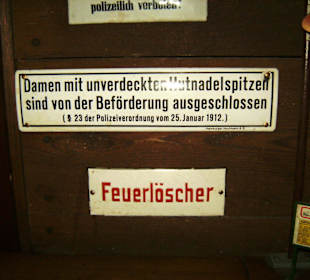 polizeilich verboten!
Damen mit unverdeckten Hutnadelspitzen
sind von der Beförderung ausgeschlossen
( § 23 der Polizeiverordnung vom 25. Januar 1912. )
Feuerlöscher